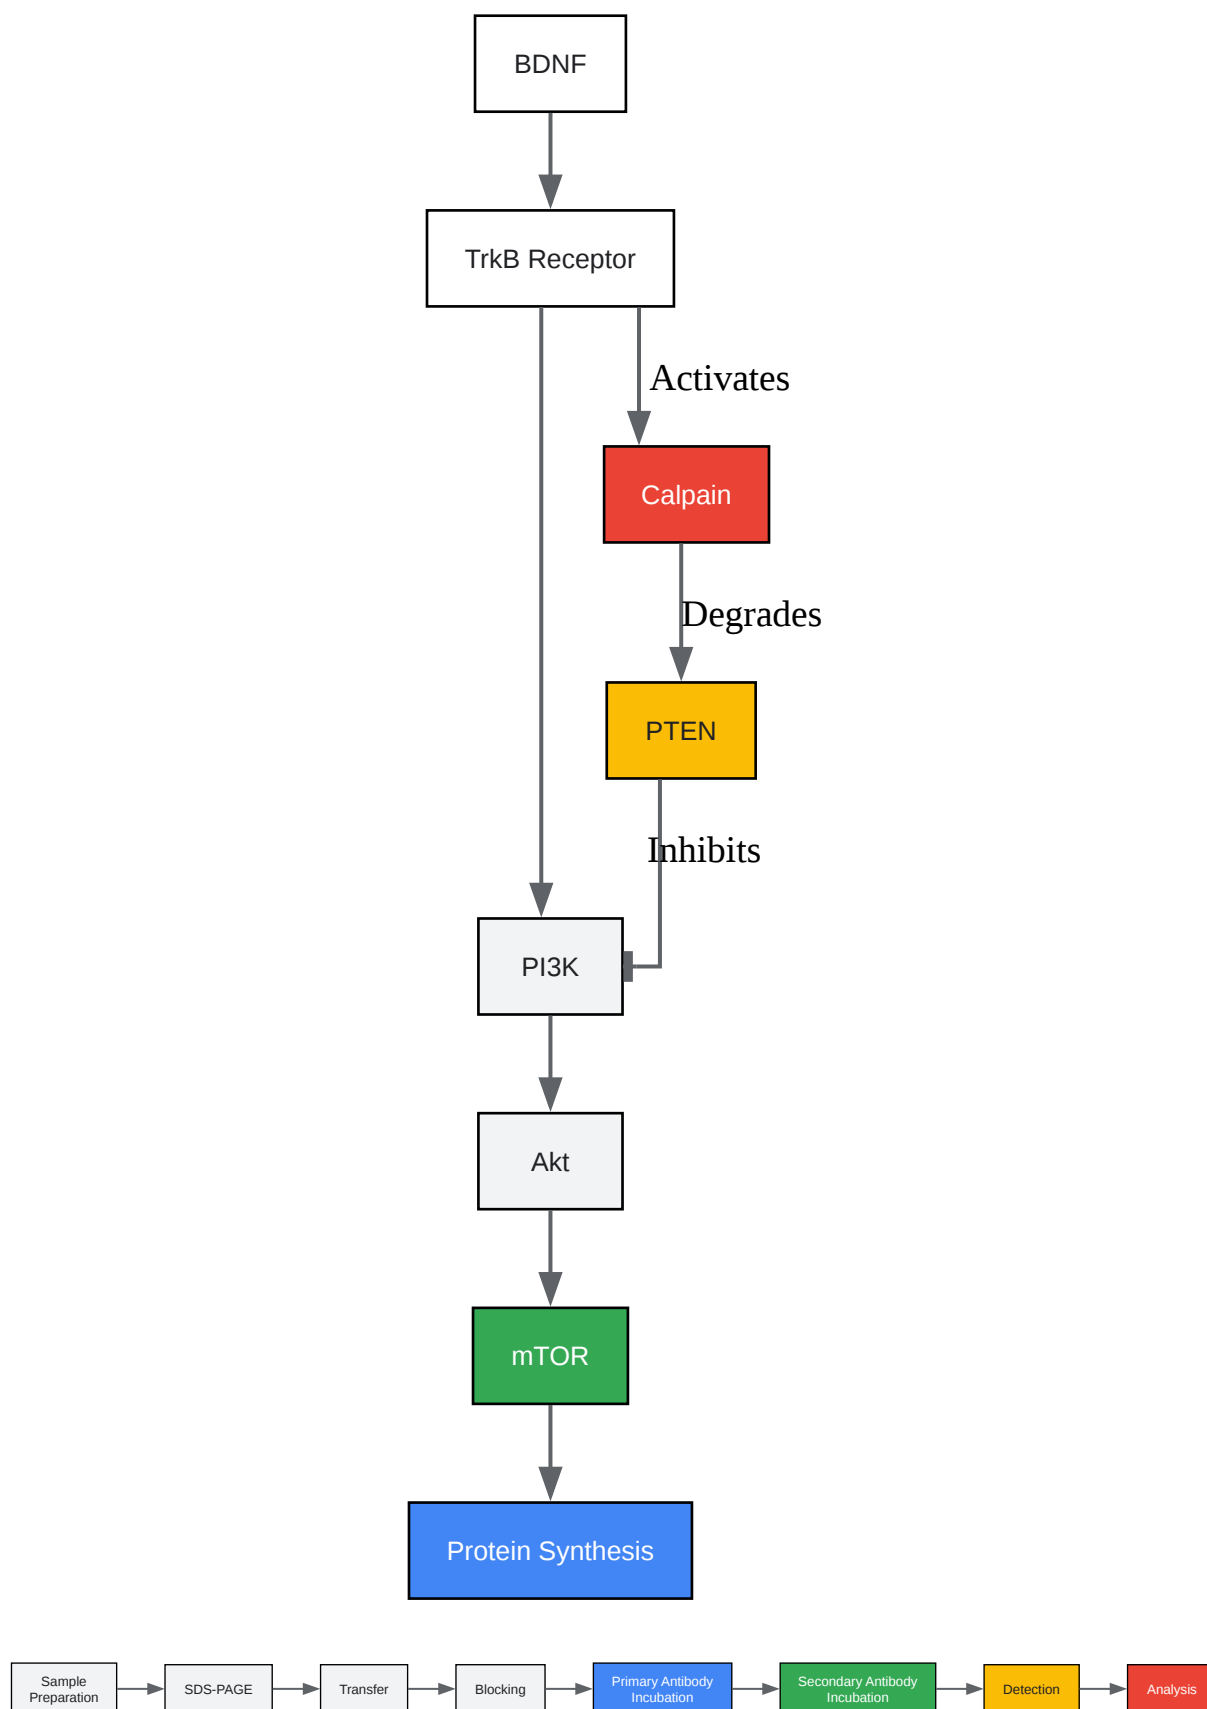 BDNF
TrkB Receptor
Activates
Calpain
Degrades
PTEN
Inhibits
PI3K
Akt
mTOR
Protein Synthesis
Sample
Preparation
SDS-PAGE
Transfer
Blocking
Primary Antibody
Incubation
Secondary Antibody
Incubation
Detection
Analysis